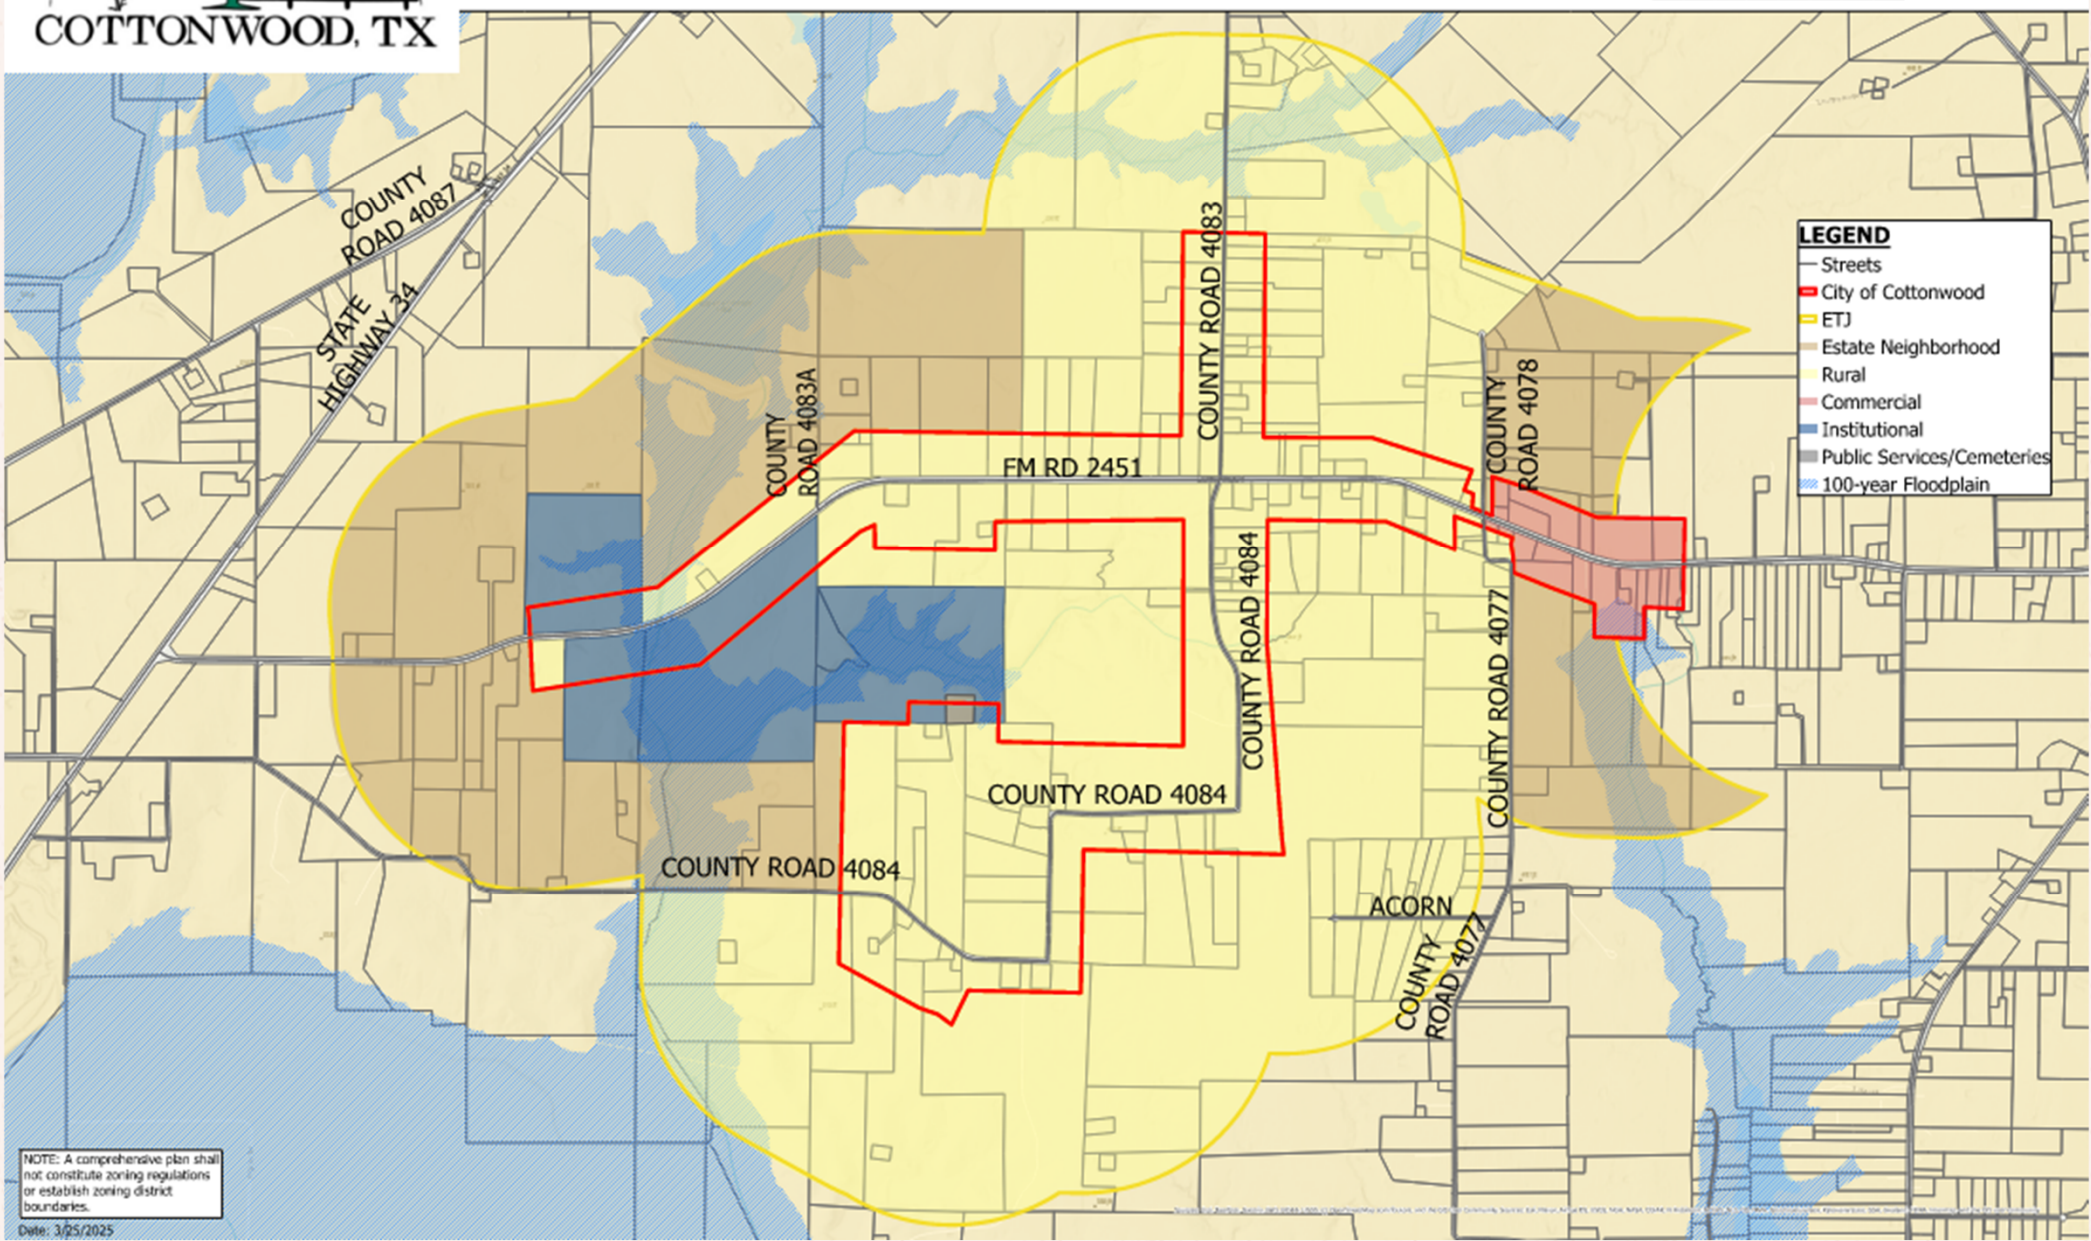 COTTONWOOD, TX
COUNTY
ROAD 4087
STATE
HIGHWAY 34
COUNTY
ROAD 4083A
COUNTY ROAD 4083
FM RD 2451
COUNTY
ROAD 4078
LEGEND
Streets
City of Cottonwood
ETJ
Estate Neighborhood
Rural
Commercial
Institutional
Public Services/Cemeteries
100-year Floodplain
COUNTY ROAD 4084
COUNTY ROAD 4077
COUNTY ROAD 4084
COUNTY ROAD 4084
ACORN
COUNTY
ROAD 4077
NOTE: A comprehensive plan shall
not constitute zoning regulations
or establish zoning district
boundaries.
Date: 3/25/2025